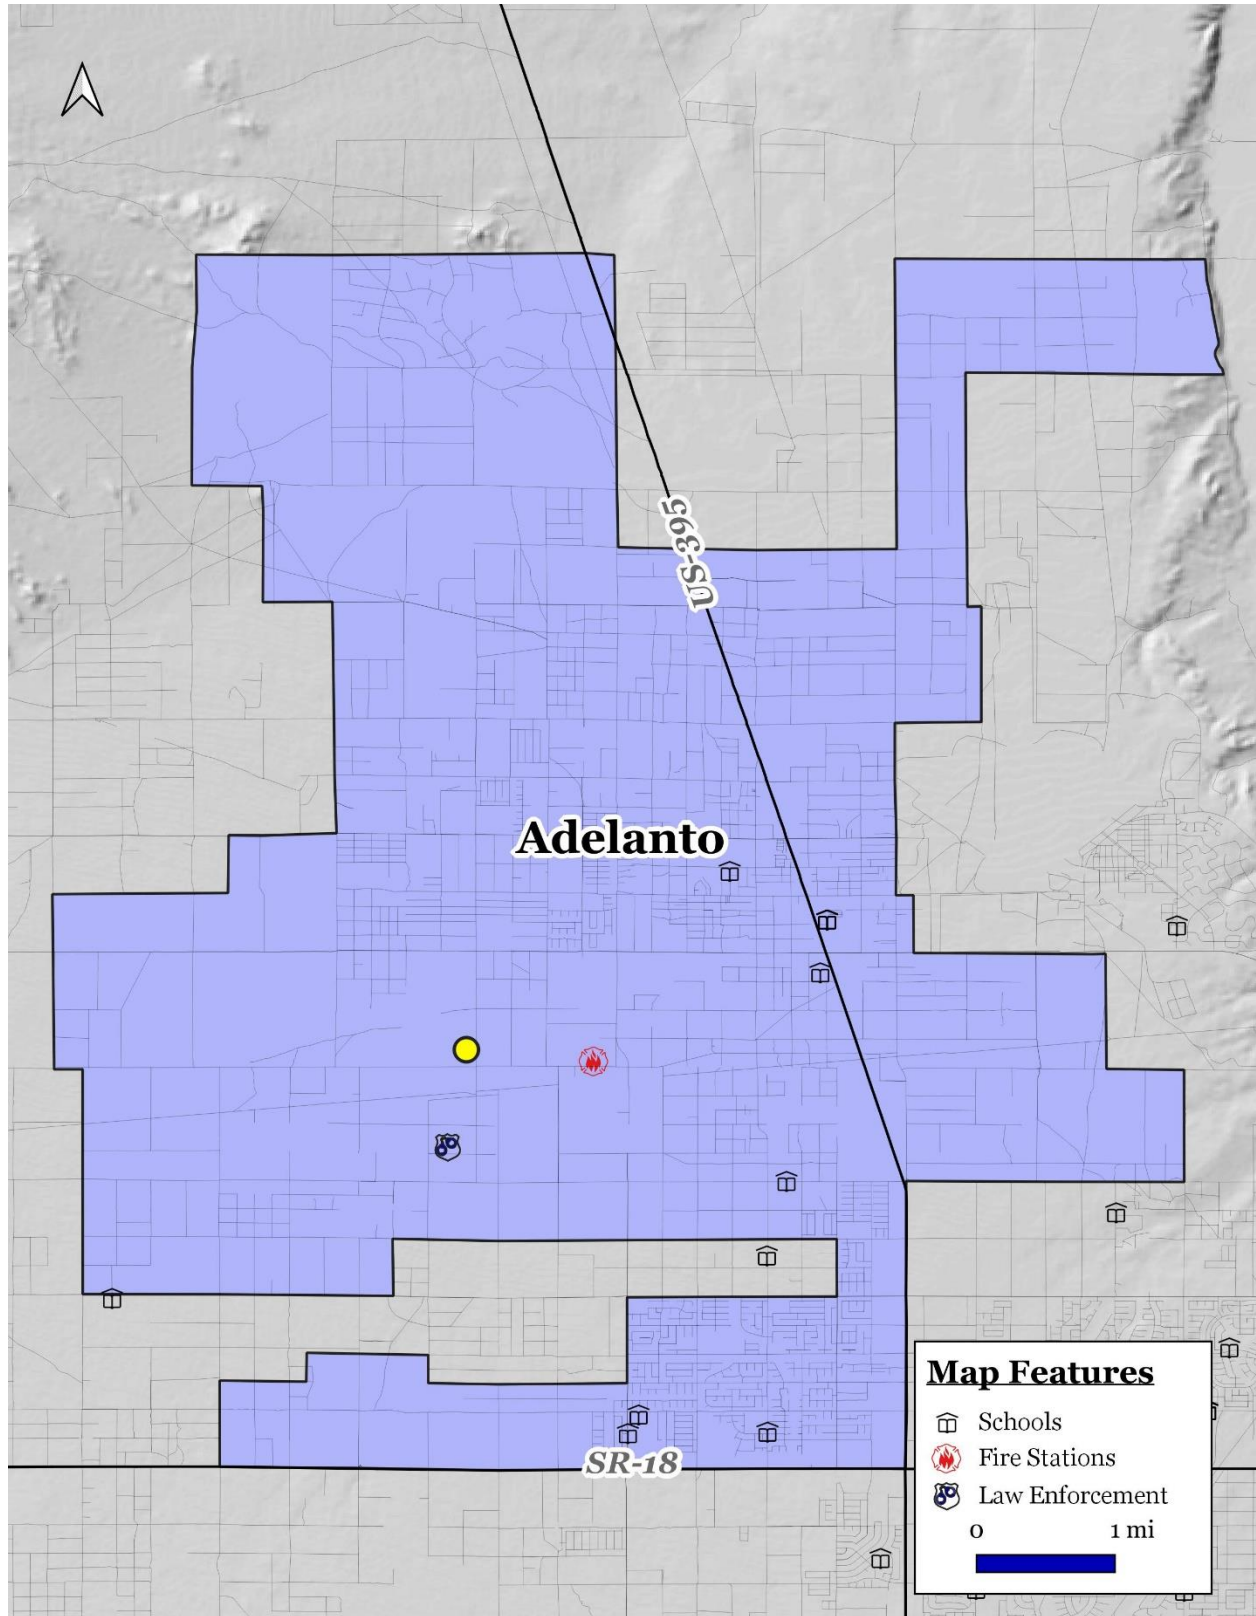 US-395
Adelanto
SR-18
Map Features
Schools
Fire Stations
Law Enforcement
0 1 mi